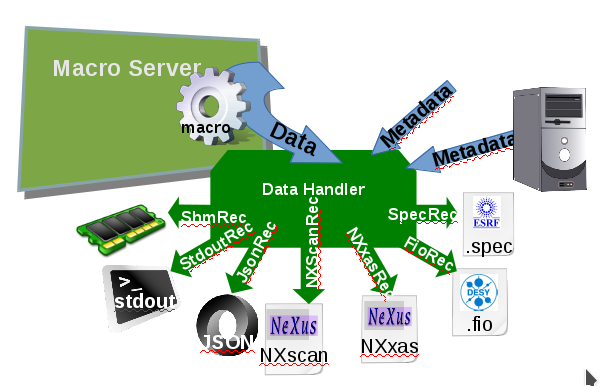 Macro Server
macro
Data
Metadata
Metadata
Data Handler
ShmRec
StdoutRec
JsonRec
NXScanRec
NXxasRec
FioRec
SpecRec
ESRF
.spec
>_
stdout
JSON
NeXus
NXscan
NeXus
NXxas
DESY
.fio